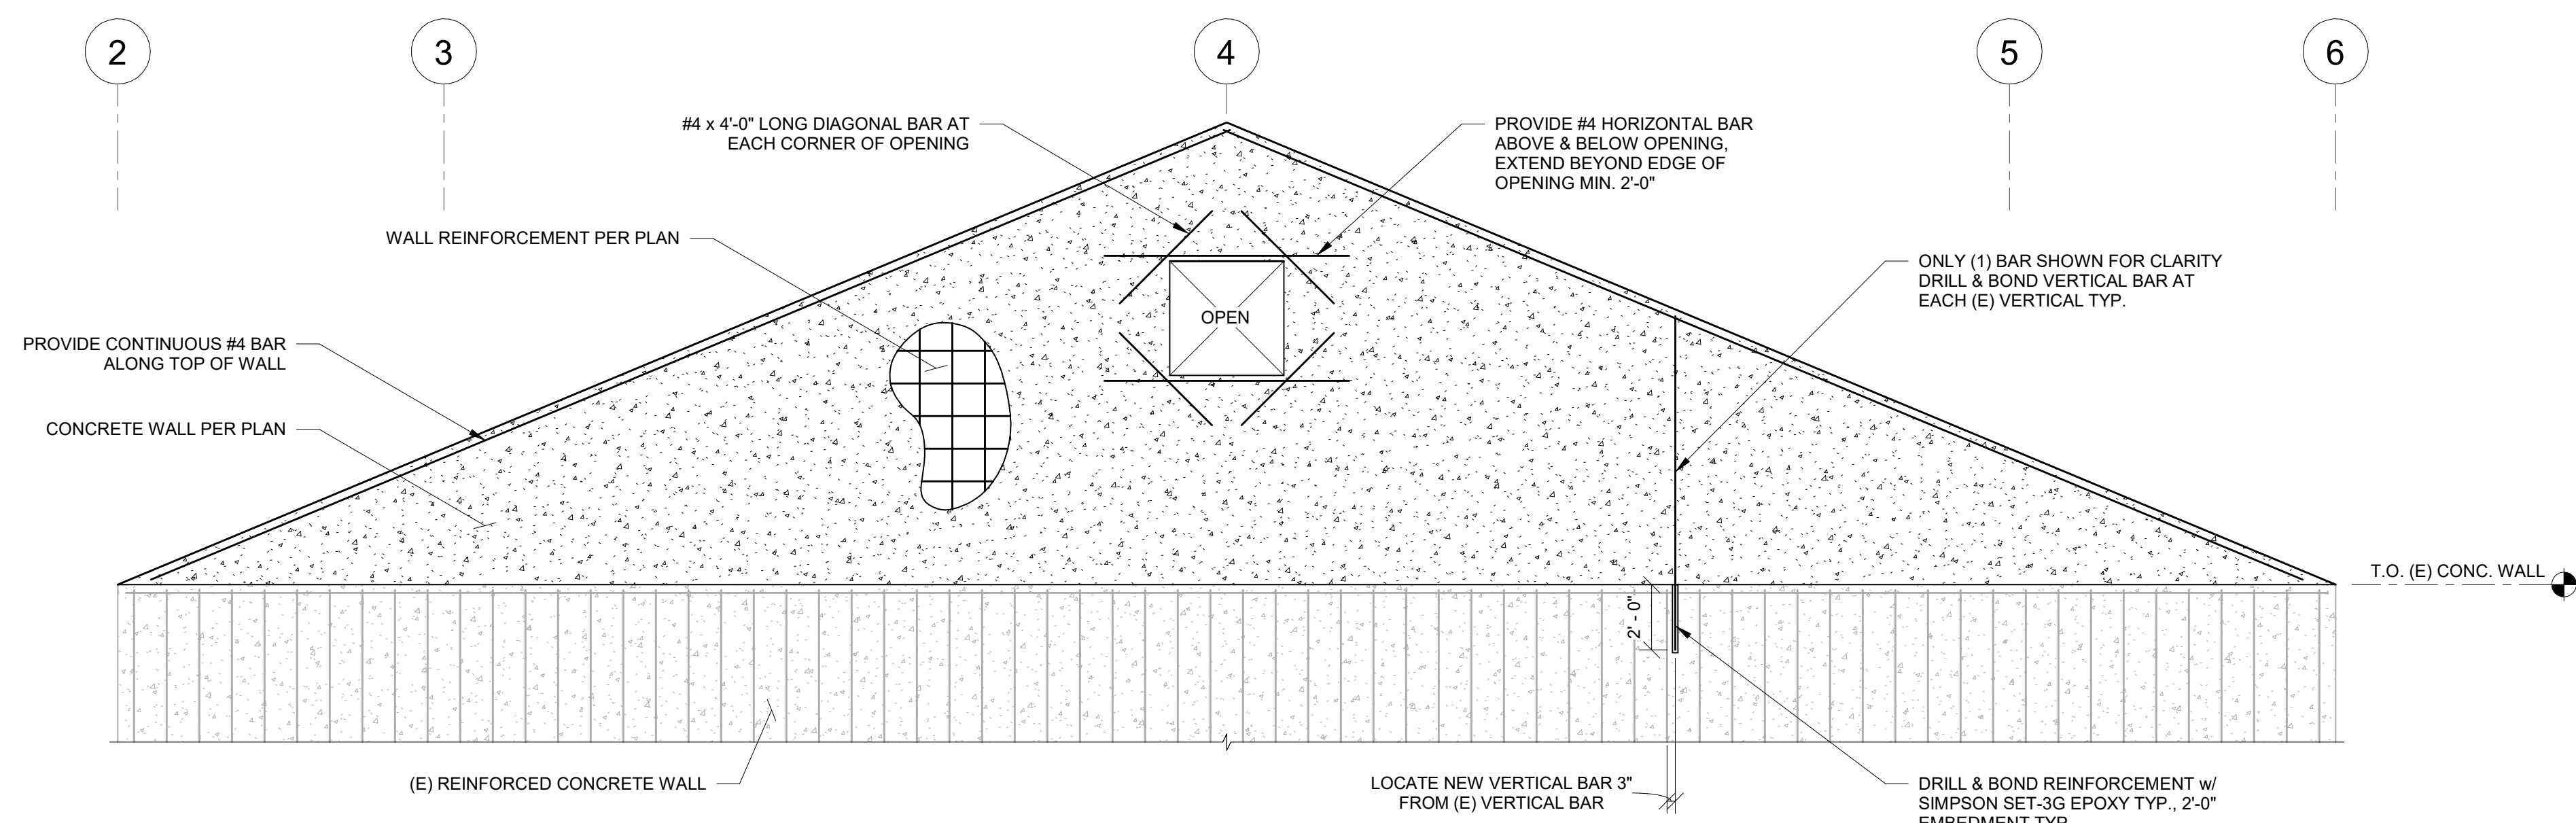 2
3
4
5
6
#4 x 4'-0" LONG DIAGONAL BAR AT
EACH CORNER OF OPENING
PROVIDE #4 HORIZONTAL BAR
ABOVE & BELOW OPENING,
EXTEND BEYOND EDGE OF
OPENING MIN. 2'-0"
WALL REINFORCEMENT PER PLAN
ONLY (1) BAR SHOWN FOR CLARITY
DRILL & BOND VERTICAL BAR AT
EACH (E) VERTICAL TYP.
OPEN
PROVIDE CONTINUOUS #4 BAR
ALONG TOP OF WALL
CONCRETE WALL PER PLAN
T.O. (E) CONC. WALL
2' - 0"
(E) REINFORCED CONCRETE WALL
LOCATE NEW VERTICAL BAR 3"
FROM (E) VERTICAL BAR
DRILL & BOND REINFORCEMENT w/
SIMPSON SET-3G EPOXY TYP., 2'-0"
EMBEDMENT TYP.